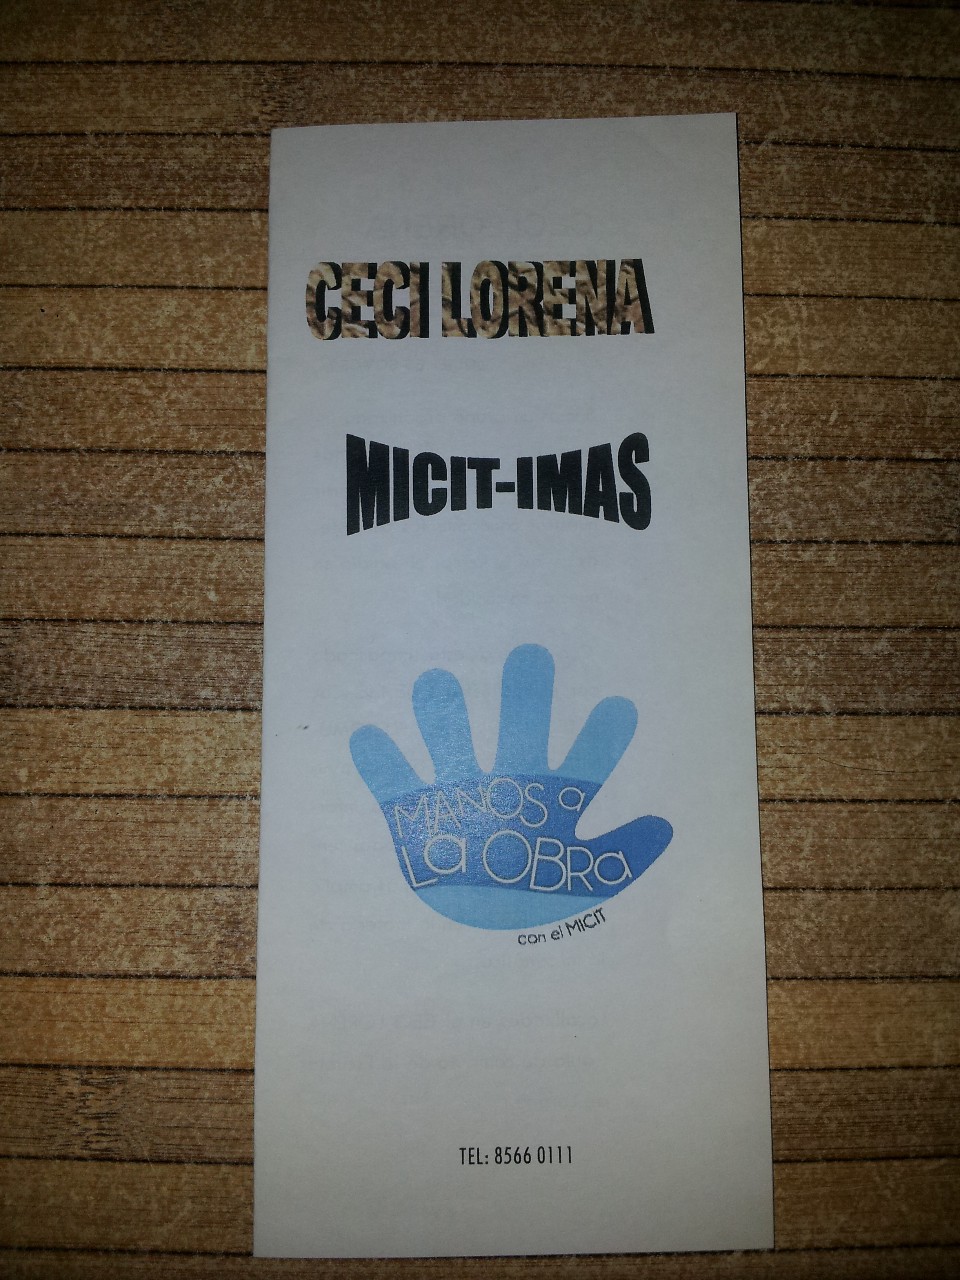 CECI LORENA
MICIT-IMAS
MANOS a
La OBRa
con el MICIT
TEL: 8566 0111